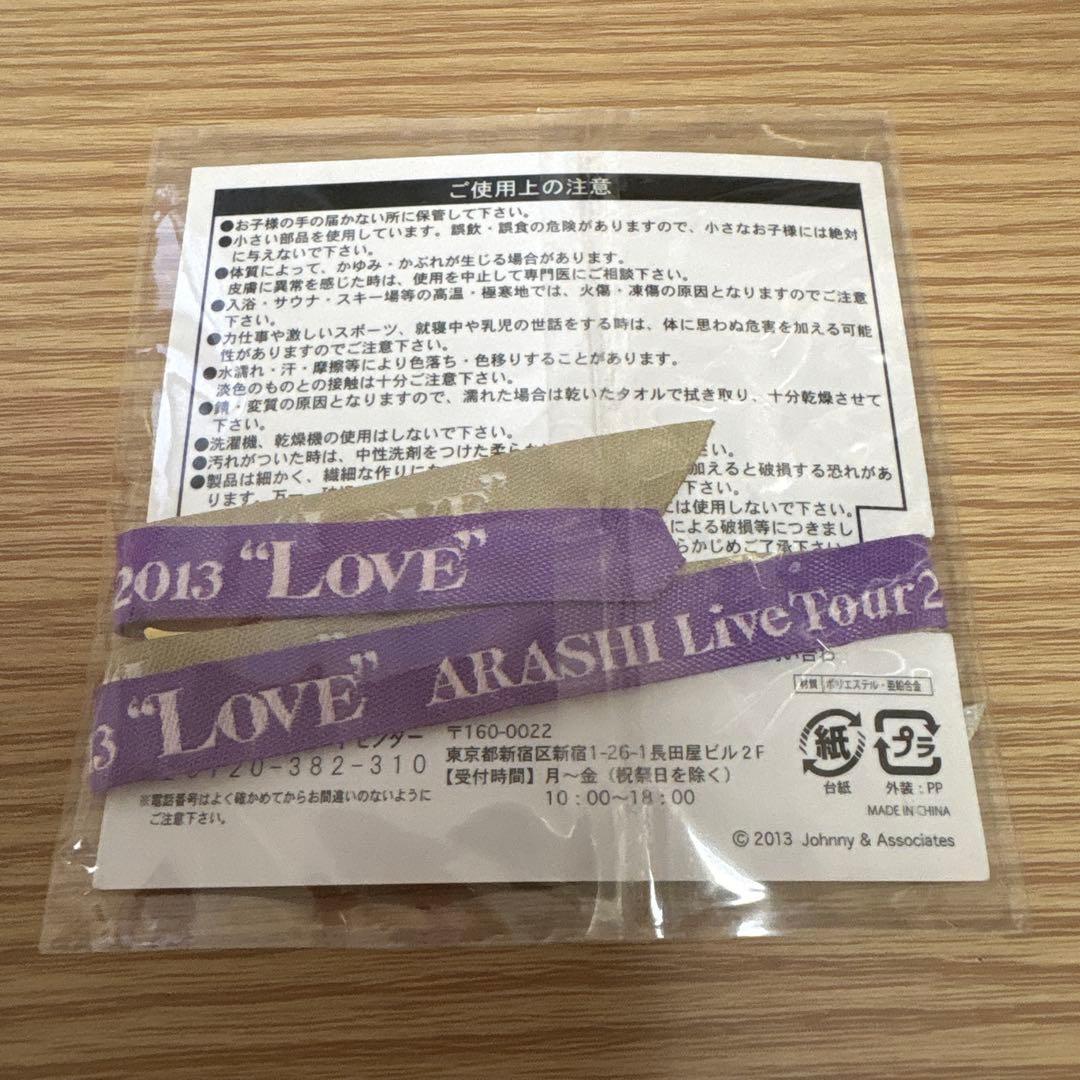 ご使用上の注意
●お子様の手の届かない所に保管して下さい。
●小さい部品を使用しています。誤飲・誤食の危険がありますので、小さなお子様には絶対
に与えないで下さい。
●体質によって、かゆみ・かぶれが生じる場合があります。
皮膚に異常を感じた時は、使用を中止して専門医にご相談下さい。
●入浴・サウナ・スキー場等の高温・極寒地では、火傷・凍傷の原因となりますのでご注意
下さい。
●力仕事や激しいスポーツ、就寝中や乳児の世話をする時は、体に思わぬ危害を加える可能
性がありますのでご注意下さい。
●水濡れ・汗・摩擦等により色落ち・色移りすることがあります。
淡色のものとの接触は十分ご注意下さい。
●錆・変質の原因となりますので、濡れた場合は乾いたタオルで拭き取り、十分乾燥させて
下さい。
●洗濯機、乾燥機の使用はしないで下さい。
●汚れがついた時は、中性洗剤をつけた柔ら
い。
●製品は細かく、繊細な作りに
加えると破損する恐れがあ
ります。万一、
下さい。
には使用しないで下さい。
による破損等につきまし
らかじめご了承下さい。
"LOVE"
2013 "LOVE"
3 "LOVE" ARASHI Live Tour 2
材質 ポリエステル・亜鉛合金
センター
0120-382-310
※電話番号はよく確かめてからお間違いのないように
ご注意下さい。
〒160-0022
東京都新宿区新宿1-26-1長田屋ビル2F
【受付時間】月～金（祝祭日を除く）
10：00～18：00
紙
台紙
プラ
外装：PP
MADE IN CHINA
© 2013 Johnny & Associates